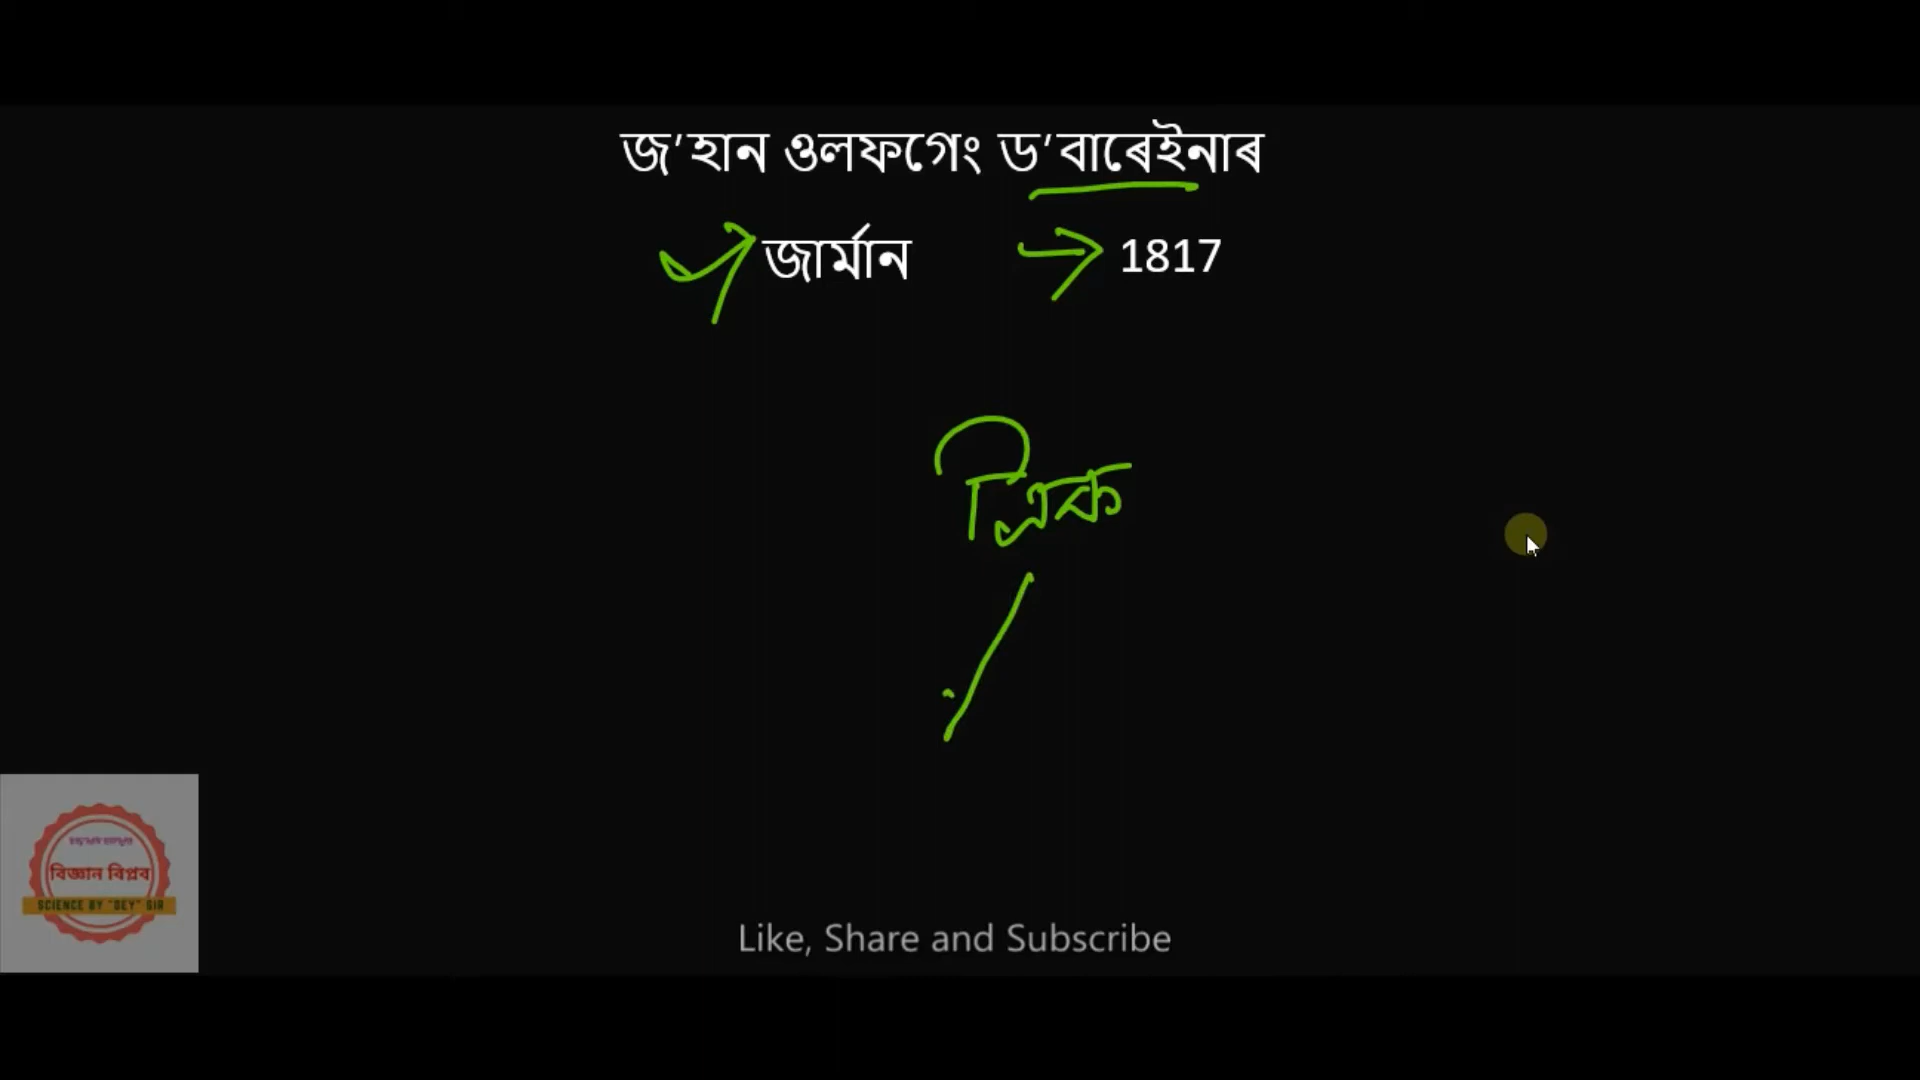 জ'হান ওলফগেং ড'বাৰেইনাৰ
জাৰ্মান 1817
ত্ৰিক
বিজ্ঞান বিপ্লৱ
SCIENCE BY "DEY" SIR
Like, Share and Subscribe